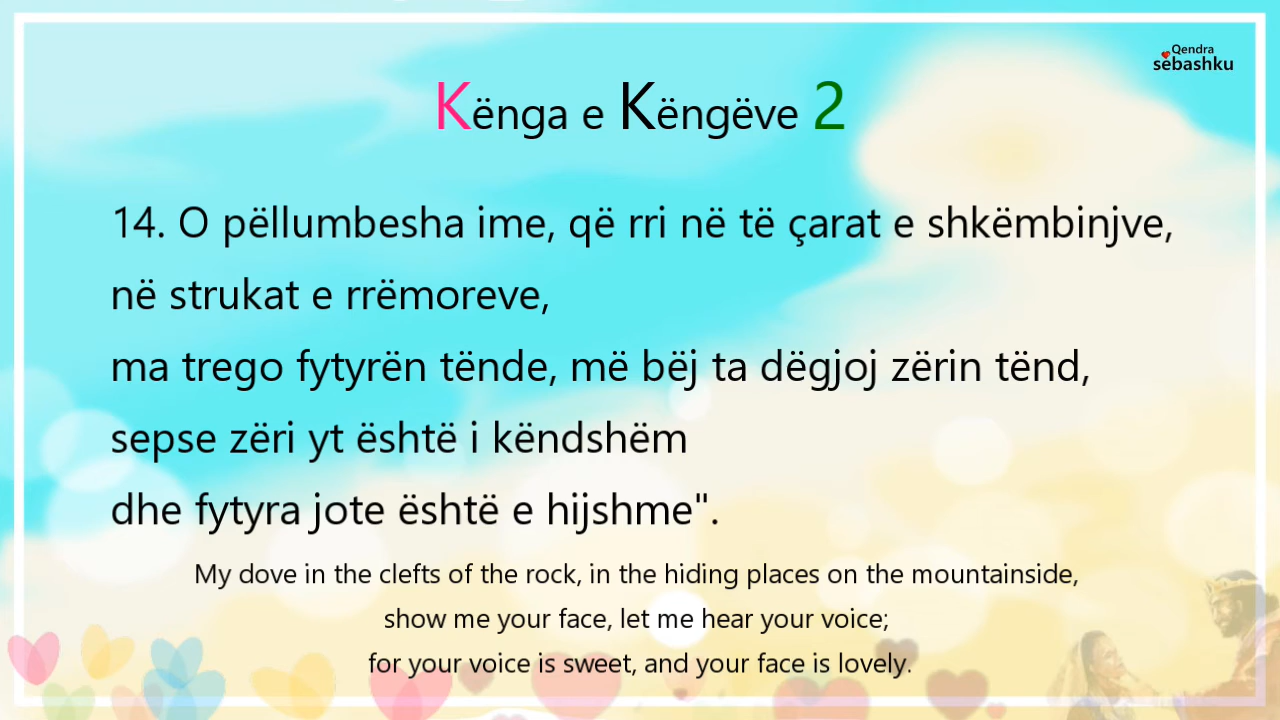 Qendra
sebashku
Kënga e Këngëve 2
14. O pëllumbesha ime, që rri në të çarat e shkëmbinjve,
në strukat e rrëmoreve,
ma trego fytyrën tënde, më bëj ta dëgjoj zërin tënd,
sepse zëri yt është i këndshëm
dhe fytyra jote është e hijshme".
My dove in the clefts of the rock, in the hiding places on the mountainside,
show me your face, let me hear your voice;
for your voice is sweet, and your face is lovely.